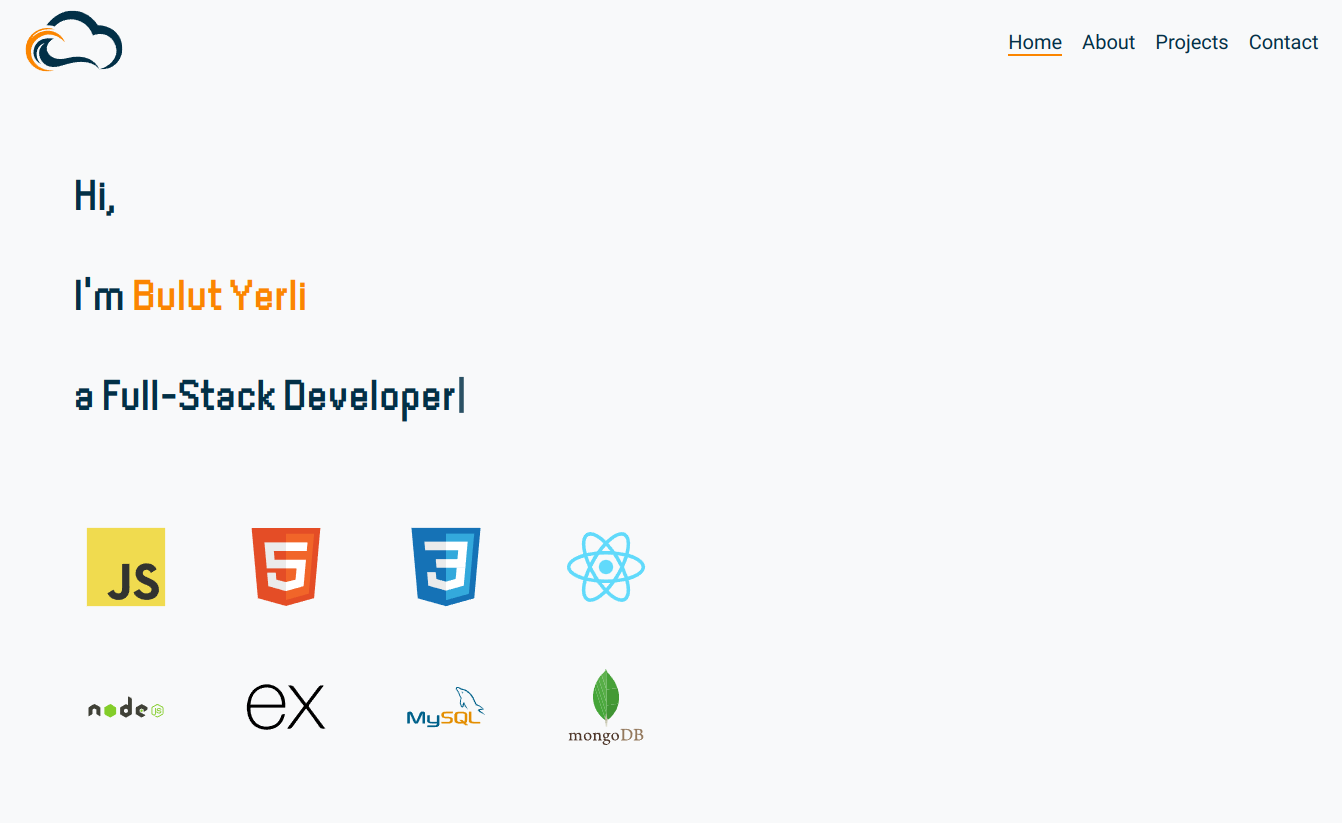 Home About Projects Contact
Hi,
I'm Bulut Yerli
a Full-Stack Developer|
JS 5 3
node JS ex MySQL mongoDB